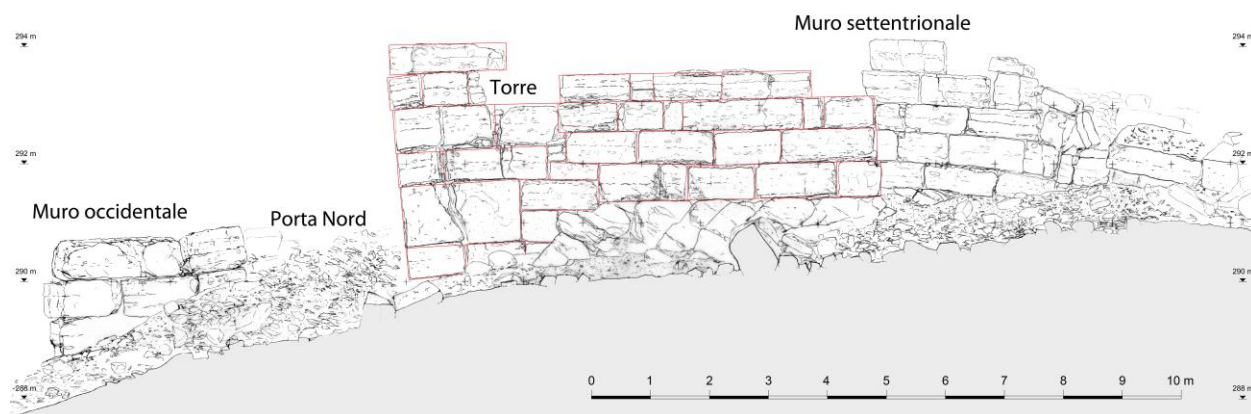 Muro settentrionale
294 m
294 m
Torre
292 m
292 m
Muro occidentale
Porta Nord
290 m
290 m
288 m
288 m
0 1 2 3 4 5 6 7 8 9 10 m